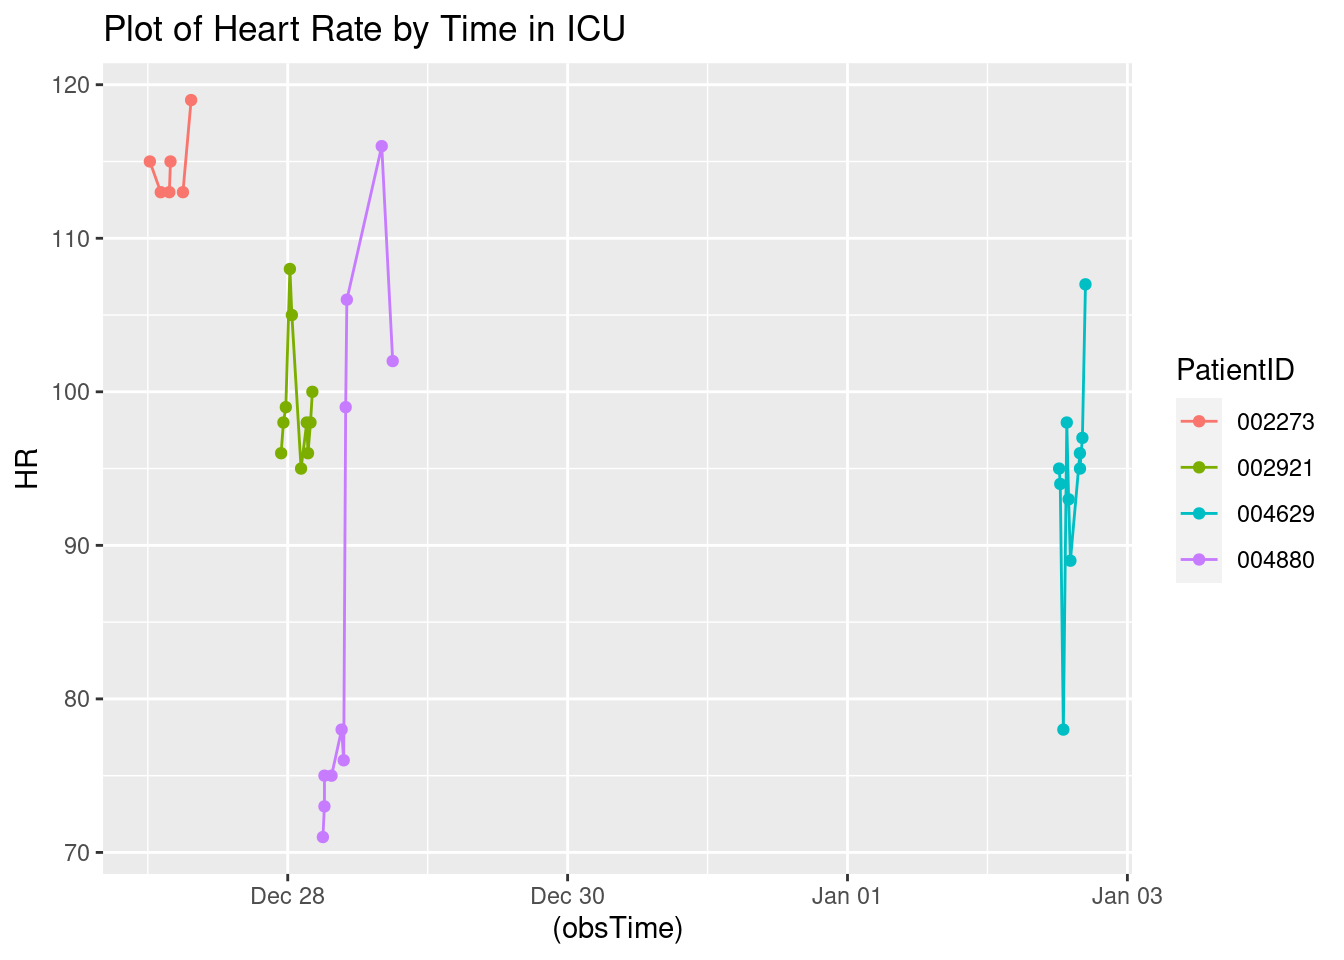 Plot of Heart Rate by Time in ICU
120
110
100
90
80
70
HR
Dec 28
Dec 30
Jan 01
Jan 03
(obsTime)
PatientID
002273
002921
004629
004880